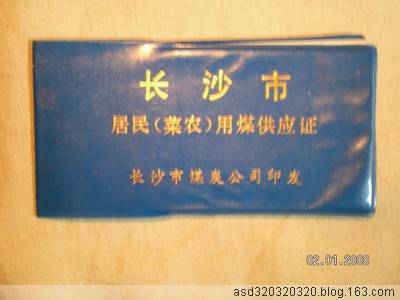 长沙市
居民(菜农)用煤供应证
长沙市煤炭公司印发
02.01.2008
asd320320320.blog.163.com